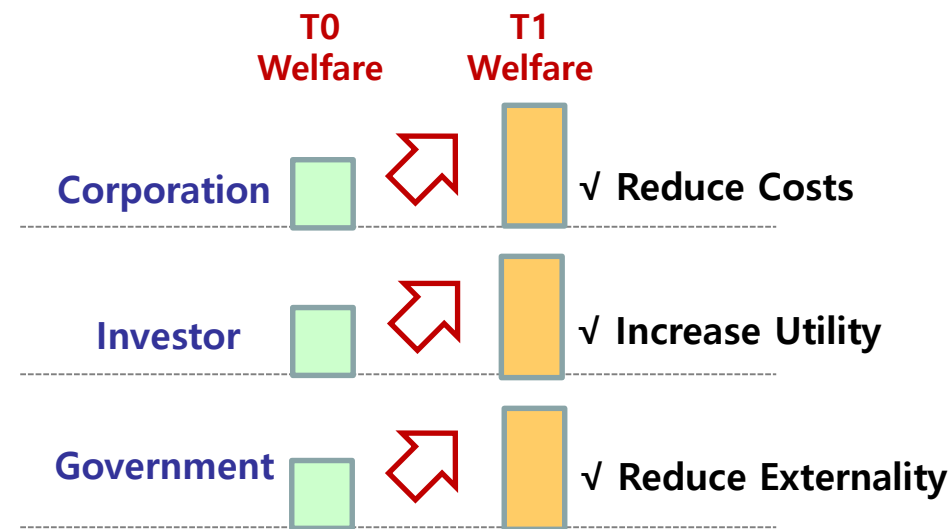 T0 T1
Welfare Welfare
Corporation √ Reduce Costs
Investor √ Increase Utility
Government √ Reduce Externality